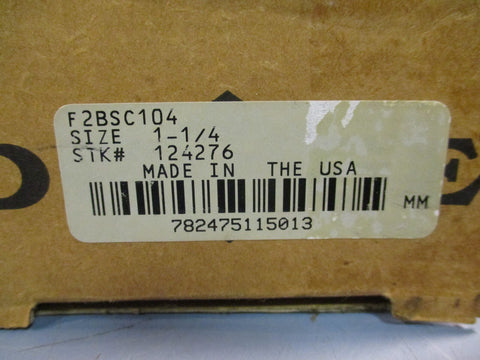 F2BSC104
SIZE 1-1/4
STK# 124276
MADE IN THE USA
MM
782475115013
D E